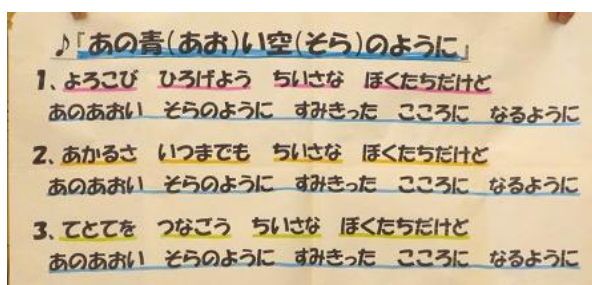 ♪『あの青(あお)い空(そら)のように』
1、よろこび ひろげよう ちいさな ぼくたちだけど
あのあおい そらのように すみきった こころに なるように
2、あかるさ いつまでも ちいさな ぼくたちだけど
あのあおい そらのように すみきった こころに なるように
3、てとてを つなごう ちいさな ぼくたちだけど
あのあおい そらのように すみきった こころに なるように